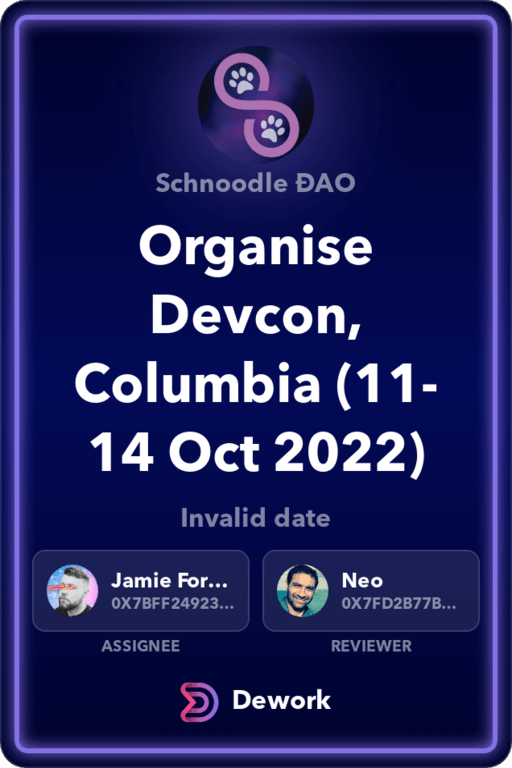 Schnoodle ĐAO
Organise
Devcon,
Columbia (11-
14 Oct 2022)
Invalid date
Jamie For...
0X7BFF24923...
ASSIGNEE
Neo
0X7FD2B77B...
REVIEWER
Dework